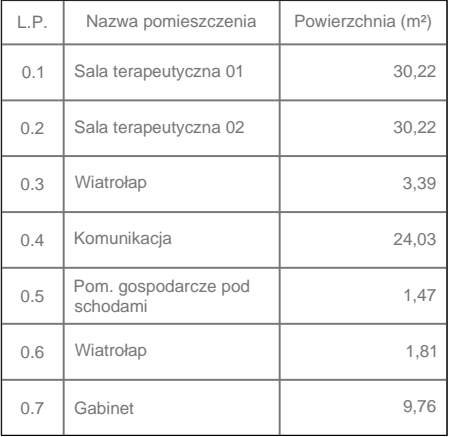 L.P. Nazwa pomieszczenia Powierzchnia (m²)
0.1 Sala terapeutyczna 01 30,22
0.2 Sala terapeutyczna 02 30,22
0.3 Wiatrołap 3,39
0.4 Komunikacja 24,03
0.5 Pom. gospodarcze pod schodami 1,47
0.6 Wiatrołap 1,81
0.7 Gabinet 9,76